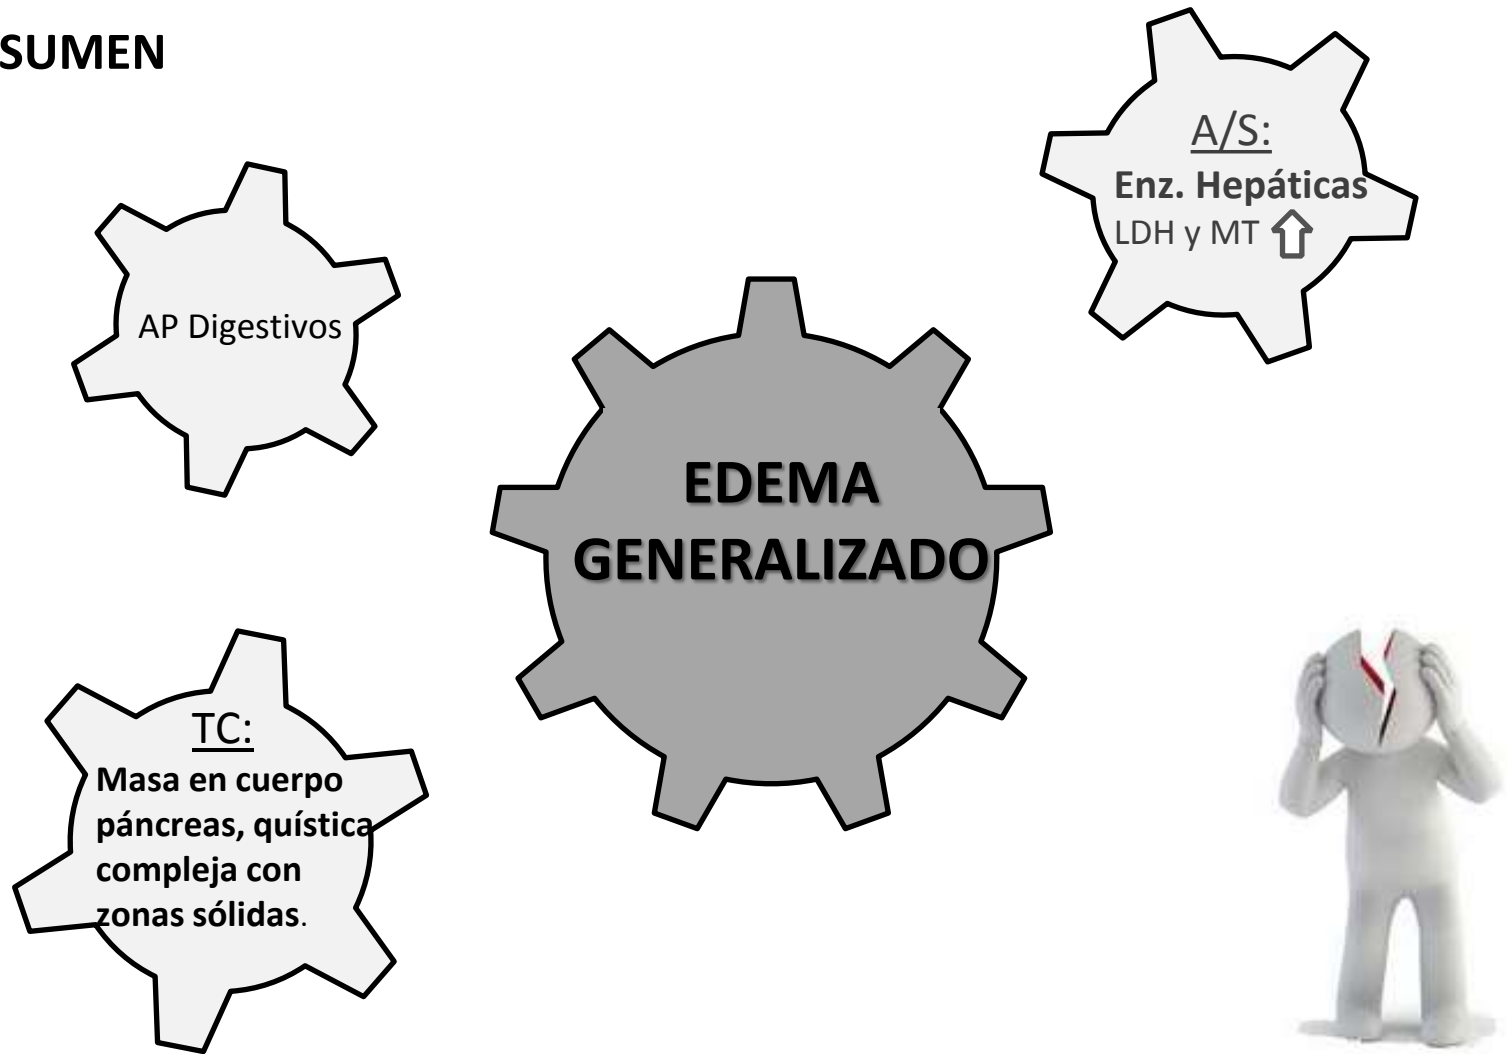 SUMEN
A/S:
Enz. Hepáticas
LDH y MT
AP Digestivos
EDEMA
GENERALIZADO
TC:
Masa en cuerpo
páncreas, quística
compleja con
zonas sólidas.